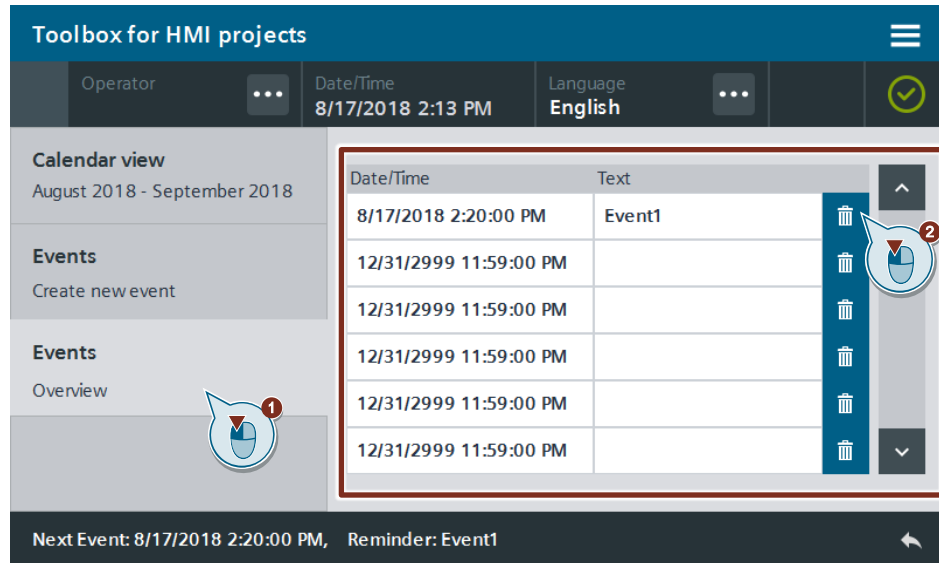 Toolbox for HMI projects
Operator
Date/Time
8/17/2018 2:13 PM
Language
English
Calendar view
August 2018 - September 2018
Events
Create new event
Events
Overview
1
Date/Time Text
8/17/2018 2:20:00 PM Event1
2
12/31/2999 11:59:00 PM
12/31/2999 11:59:00 PM
12/31/2999 11:59:00 PM
12/31/2999 11:59:00 PM
12/31/2999 11:59:00 PM
Next Event: 8/17/2018 2:20:00 PM, Reminder: Event1